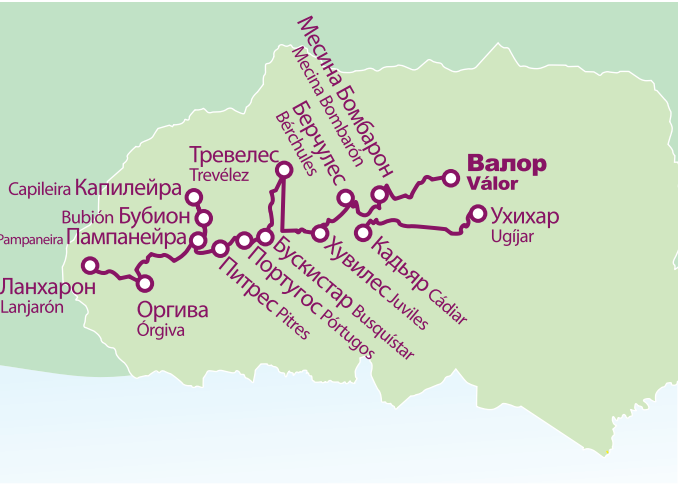 Месина Бомбарон
Mecina Bombarón
Берчулес
Bérchules
Тревелес
Trevélez
Валор
Válor
Capileira Капилейра
Bubión Бубион
Pampaneira Пампанейра
Ухихар
Ugíjar
Ланхарон
Lanjarón
Оргива
Órgiva
Питрес Pitres
Португос Pórtugos
Бускистар Busquístar
Хувилес Juviles
Кадьяр Cádiar